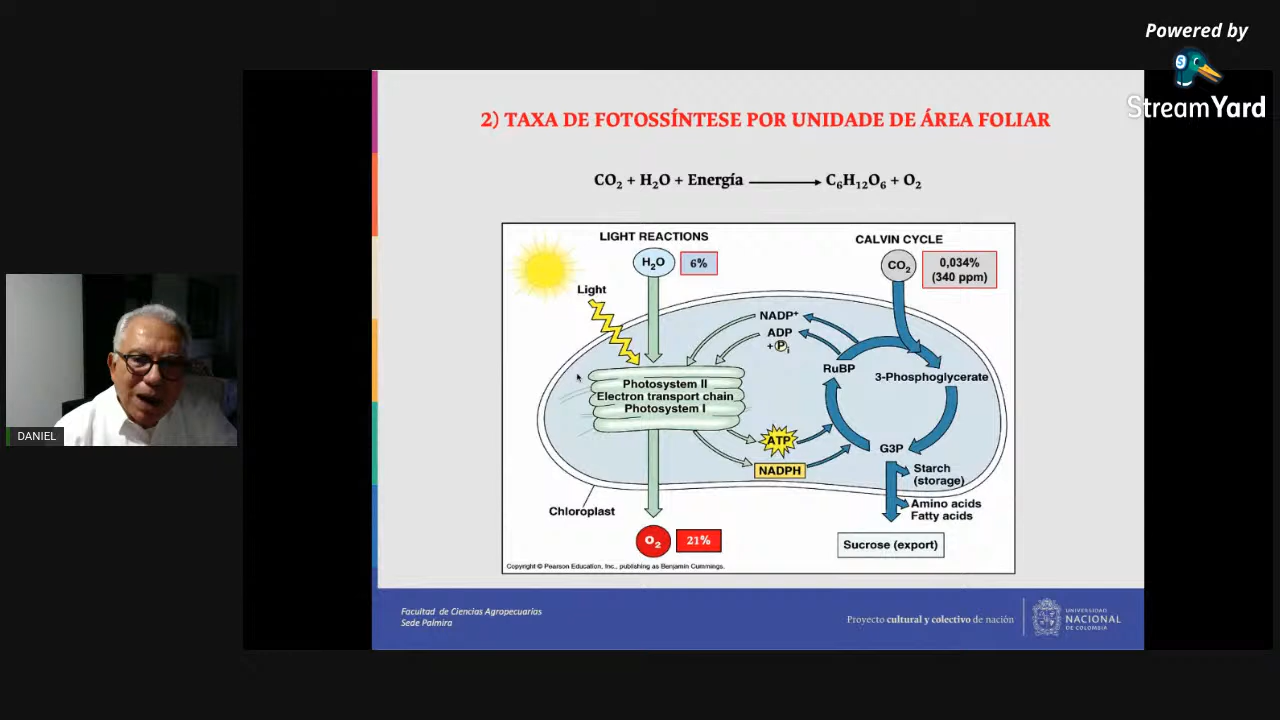 Powered by
StreamYard
2) TAXA DE FOTOSSÍNTESE POR UNIDADE DE ÁREA FOLIAR
CO₂ + H₂O + Energía ⟶ C₆H₁₂O₆ + O₂
LIGHT REACTIONS
CALVIN CYCLE
H₂O
6%
CO₂
0,034%
(340 ppm)
Light
NADP⁺
ADP
+ Pᵢ
RuBP
3-Phosphoglycerate
Photosystem II
Electron transport chain
Photosystem I
ATP
NADPH
G3P
Starch
(storage)
Amino acids
Fatty acids
Chloroplast
O₂
21%
Sucrose (export)
Copyright © Pearson Education, Inc., publishing as Benjamin Cummings.
DANIEL
Facultad de Ciencias Agropecuarias
Sede Palmira
Proyecto cultural y colectivo de nación
UNIVERSIDAD
NACIONAL
DE COLOMBIA